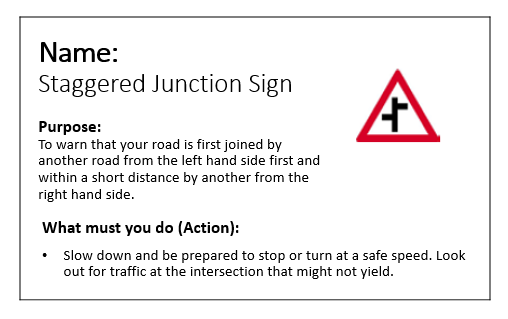 Name:
Staggered Junction Sign
Purpose:
To warn that your road is first joined by
another road from the left hand side first and
within a short distance by another from the
right hand side.
What must you do (Action):
• Slow down and be prepared to stop or turn at a safe speed. Look
out for traffic at the intersection that might not yield.